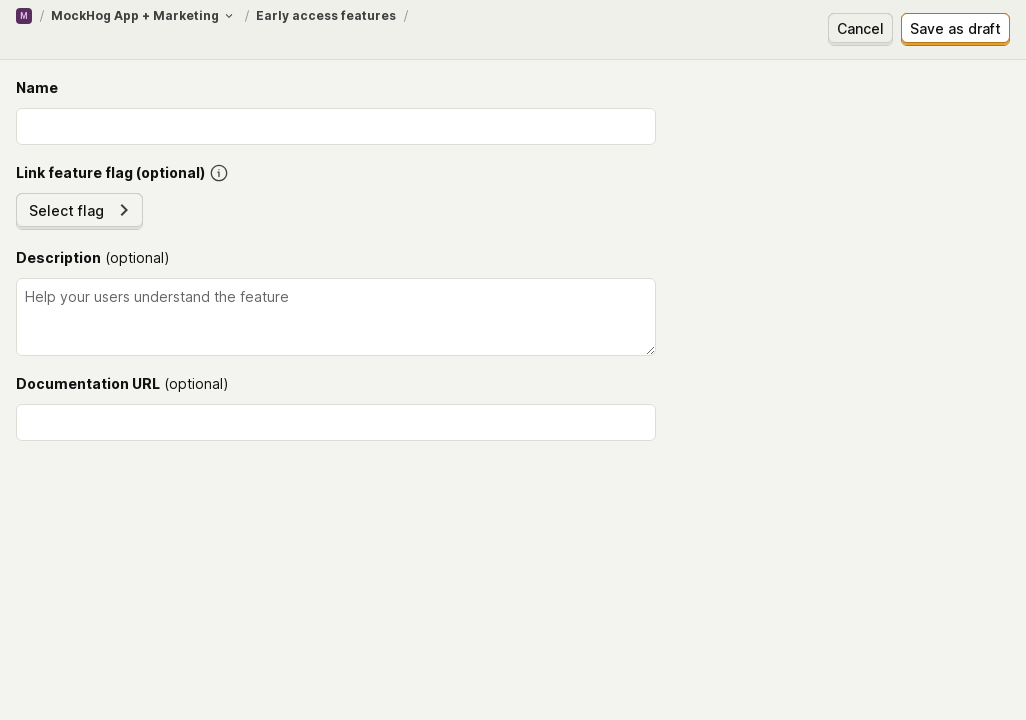 M / MockHog App + Marketing / Early access features /
Cancel Save as draft
Name
Link feature flag (optional)
Select flag
Description (optional)
Help your users understand the feature
Documentation URL (optional)